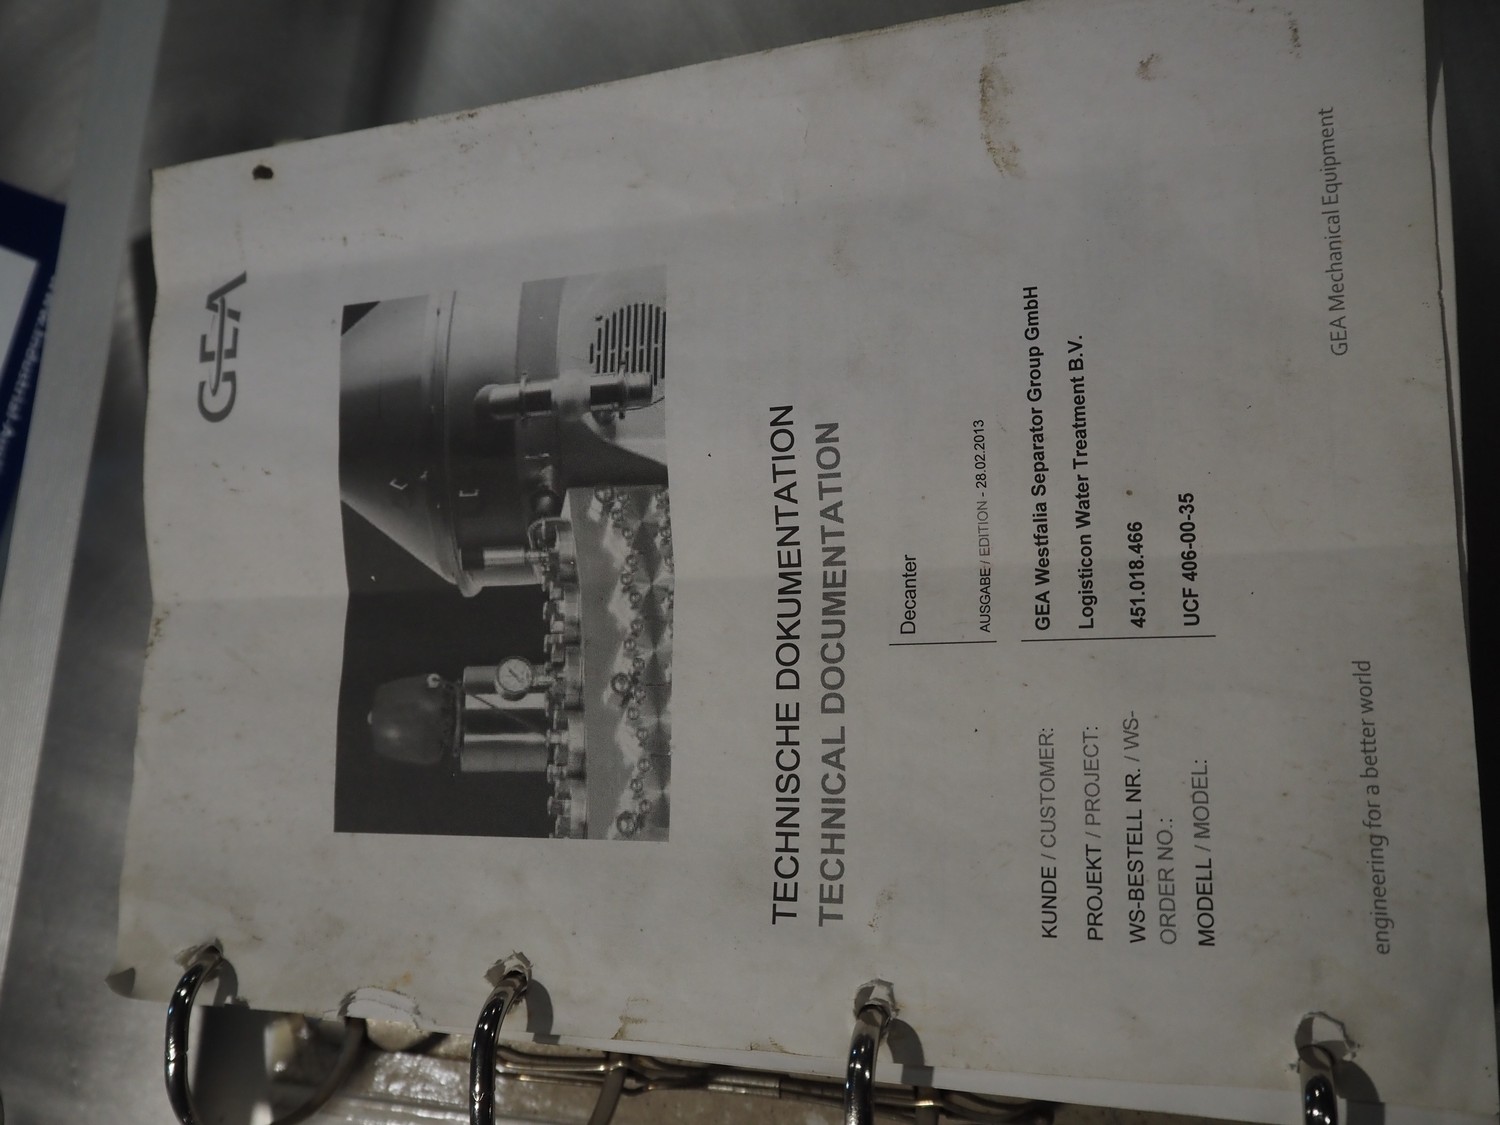 GEA
TECHNISCHE DOKUMENTATION
TECHNICAL DOCUMENTATION
Decanter
AUSGABE / EDITION - 28.02.2013
KUNDE / CUSTOMER: GEA Westfalia Separator Group GmbH
PROJEKT / PROJECT: Logisticon Water Treatment B.V.
WS-BESTELL NR. / WS- 451.018.466
ORDER NO.:
MODELL / MODEL: UCF 406-00-35
engineering for a better world GEA Mechanical Equipment